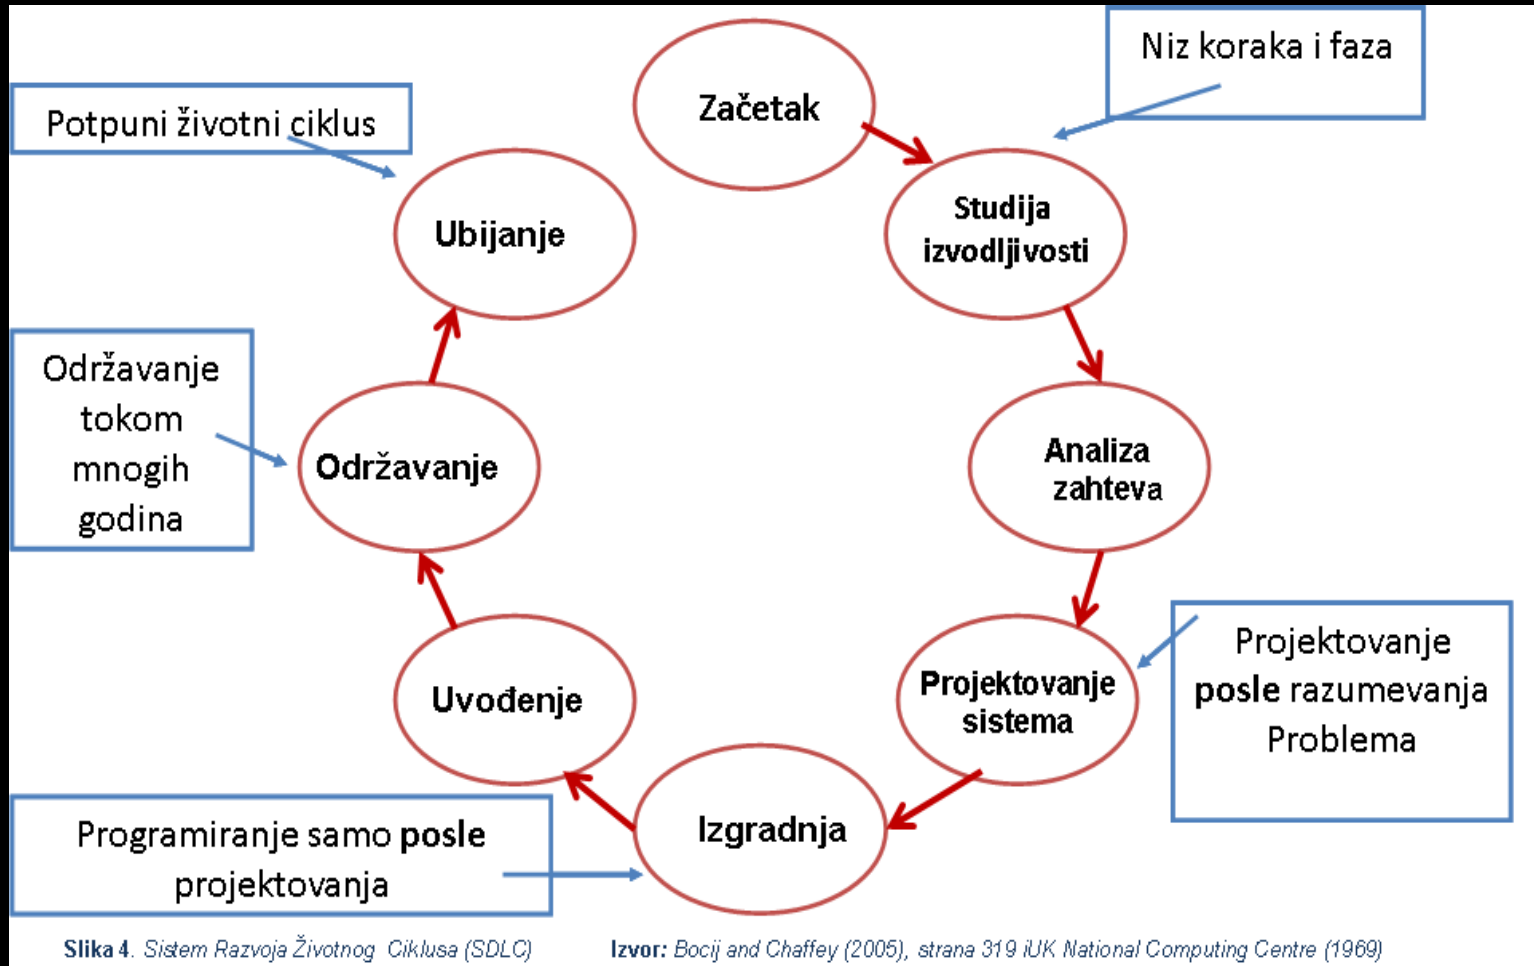 Začetak
Niz koraka i faza
Potpuni životni ciklus
Studija
izvodljivosti
Ubijanje
Održavanje
tokom
mnogih
godina
Održavanje
Analiza
zahteva
Projektovanje
sistema
Projektovanje
posle razumevanja
Problema
Uvođenje
Izgradnja
Programiranje samo posle
projektovanja
Slika 4. Sistem Razvoja Životnog Ciklusa (SDLC)
Izvor: Bocij and Chaffey (2005), strana 319 iUK National Computing Centre (1969)